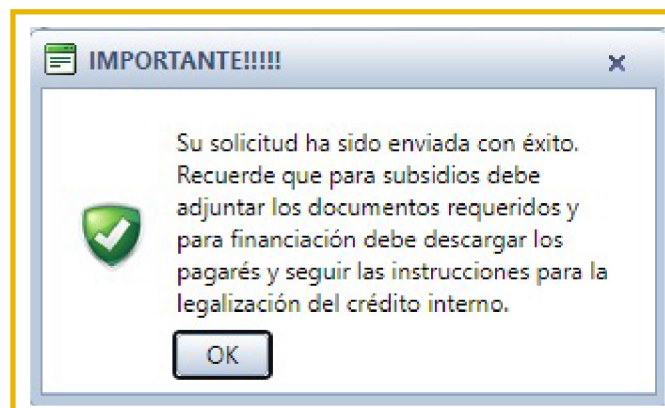 IMPORTANTE!!!!!
Su solicitud ha sido enviada con éxito.
Recuerde que para subsidios debe
adjuntar los documentos requeridos y
para financiación debe descargar los
pagarés y seguir las instrucciones para la
legalización del crédito interno.
OK